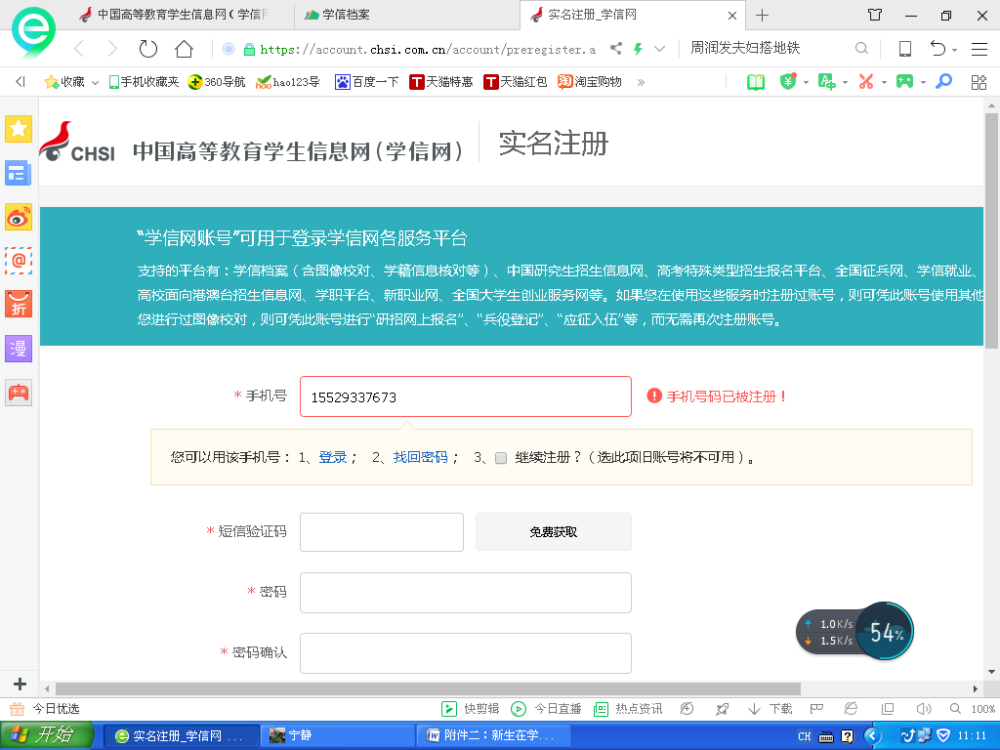 中国高等教育学生信息网(学信网
学信档案
实名注册_学信网
https://account.chsi.com.cn/account/preregister.a
周润发夫妇搭地铁
收藏
手机收藏夹
360导航
hao123导
百度一下
天猫特惠
天猫红包
淘宝购物
CHSI 中国高等教育学生信息网(学信网) 实名注册
“学信网账号”可用于登录学信网各服务平台
支持的平台有：学信档案（含图像校对、学籍信息核对等）、中国研究生招生信息网、高考特殊类型招生报名平台、全国征兵网、学信就业、
高校面向港澳台招生信息网、学职平台、新职业网、全国大学生创业服务网等。如果您在使用这些服务时注册过账号，则可凭此账号使用其他
您进行过图像校对，则可凭此账号进行“研招网上报名”、“兵役登记”、“应征入伍”等，而无需再次注册账号。
* 手机号 15529337673 手机号码已被注册！
您可以用该手机号： 1、登录； 2、找回密码； 3、 继续注册？（选此项旧账号将不可用）。
* 短信验证码 免费获取
* 密码
* 密码确认
1.0K/s
1.5K/s
54%
折
漫
今日优选
快剪辑
今日直播
热点资讯
下载
100%
开始
实名注册_学信网 ...
宁静
附件二：新生在学...
CH
11:11